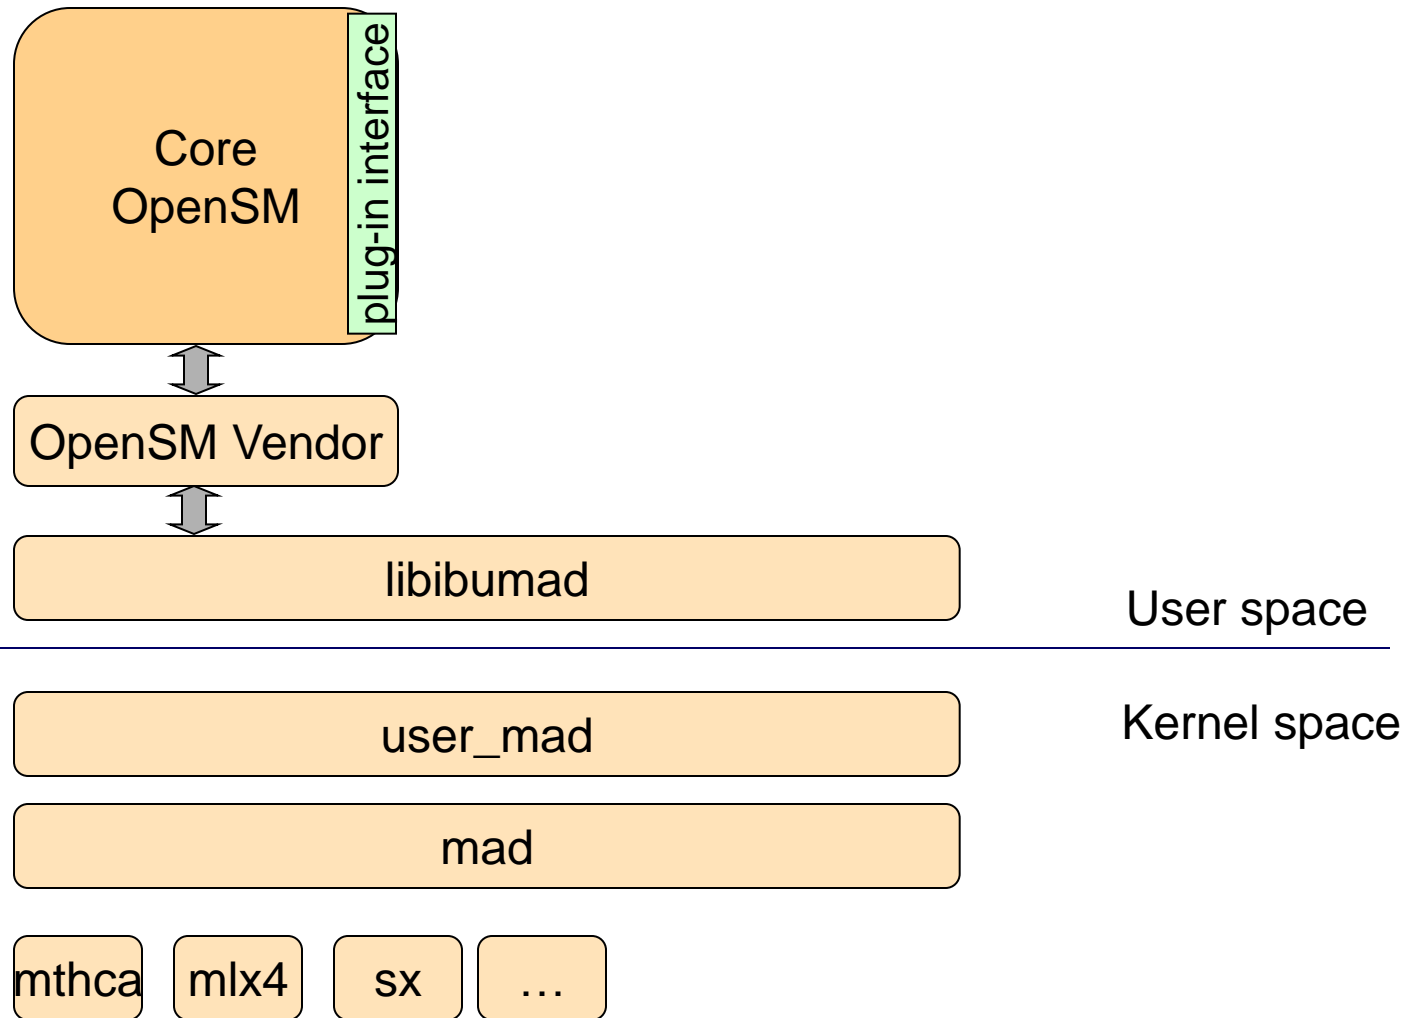 Core
OpenSM
plug-in interface
OpenSM Vendor
libibumad
User space
Kernel space
user_mad
mad
mthca
mlx4
sx
…